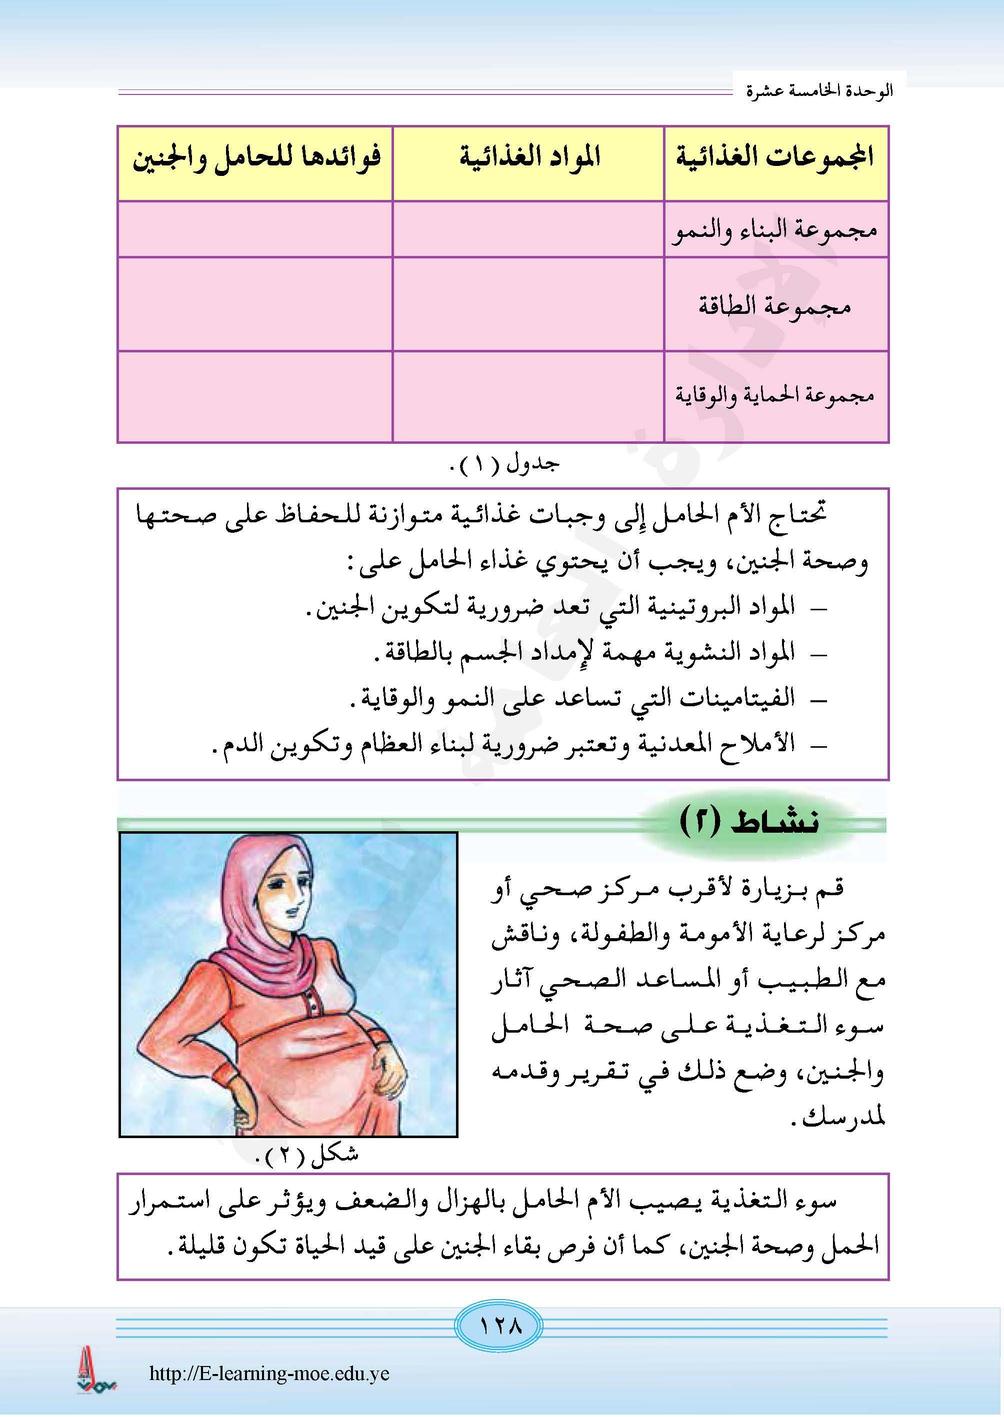 الوحدة الخامسة عشرة
المجموعات الغذائية المواد الغذائية فوائدها للحامل والجنين
مجموعة البناء والنمو
مجموعة الطاقة
مجموعة الحماية والوقاية
جدول (١).
تحتاج الأم الحامل إلى وجبات غذائية متوازنة للحفاظ على صحتها
وصحة الجنين، ويجب أن يحتوي غذاء الحامل على:
– المواد البروتينية التي تعد ضرورية لتكوين الجنين.
– المواد النشوية مهمة لإمداد الجسم بالطاقة.
– الفيتامينات التي تساعد على النمو والوقاية.
– الأملاح المعدنية وتعتبر ضرورية لبناء العظام وتكوين الدم.
نشاط (٢)
قم بزيارة لأقرب مركز صحي أو
مركز لرعاية الأمومة والطفولة، وناقش
مع الطبيب أو المساعد الصحي آثار
سوء التغذية على صحة الحامل
والجنين، وضع ذلك في تقرير وقدمه
لمدرسك.
شكل (٢).
سوء التغذية يصيب الأم الحامل بالهزال والضعف ويؤثر على استمرار
الحمل وصحة الجنين، كما أن فرص بقاء الجنين على قيد الحياة تكون قليلة.
١٢٨
http://E-learning-moe.edu.ye